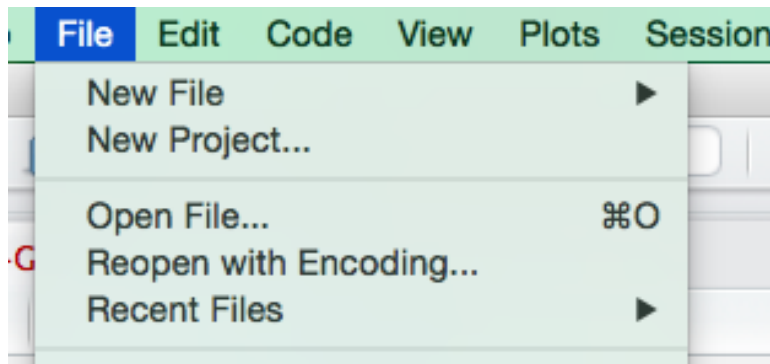 File Edit Code View Plots Session
New File
New Project...
Open File... ⌘O
Reopen with Encoding...
Recent Files